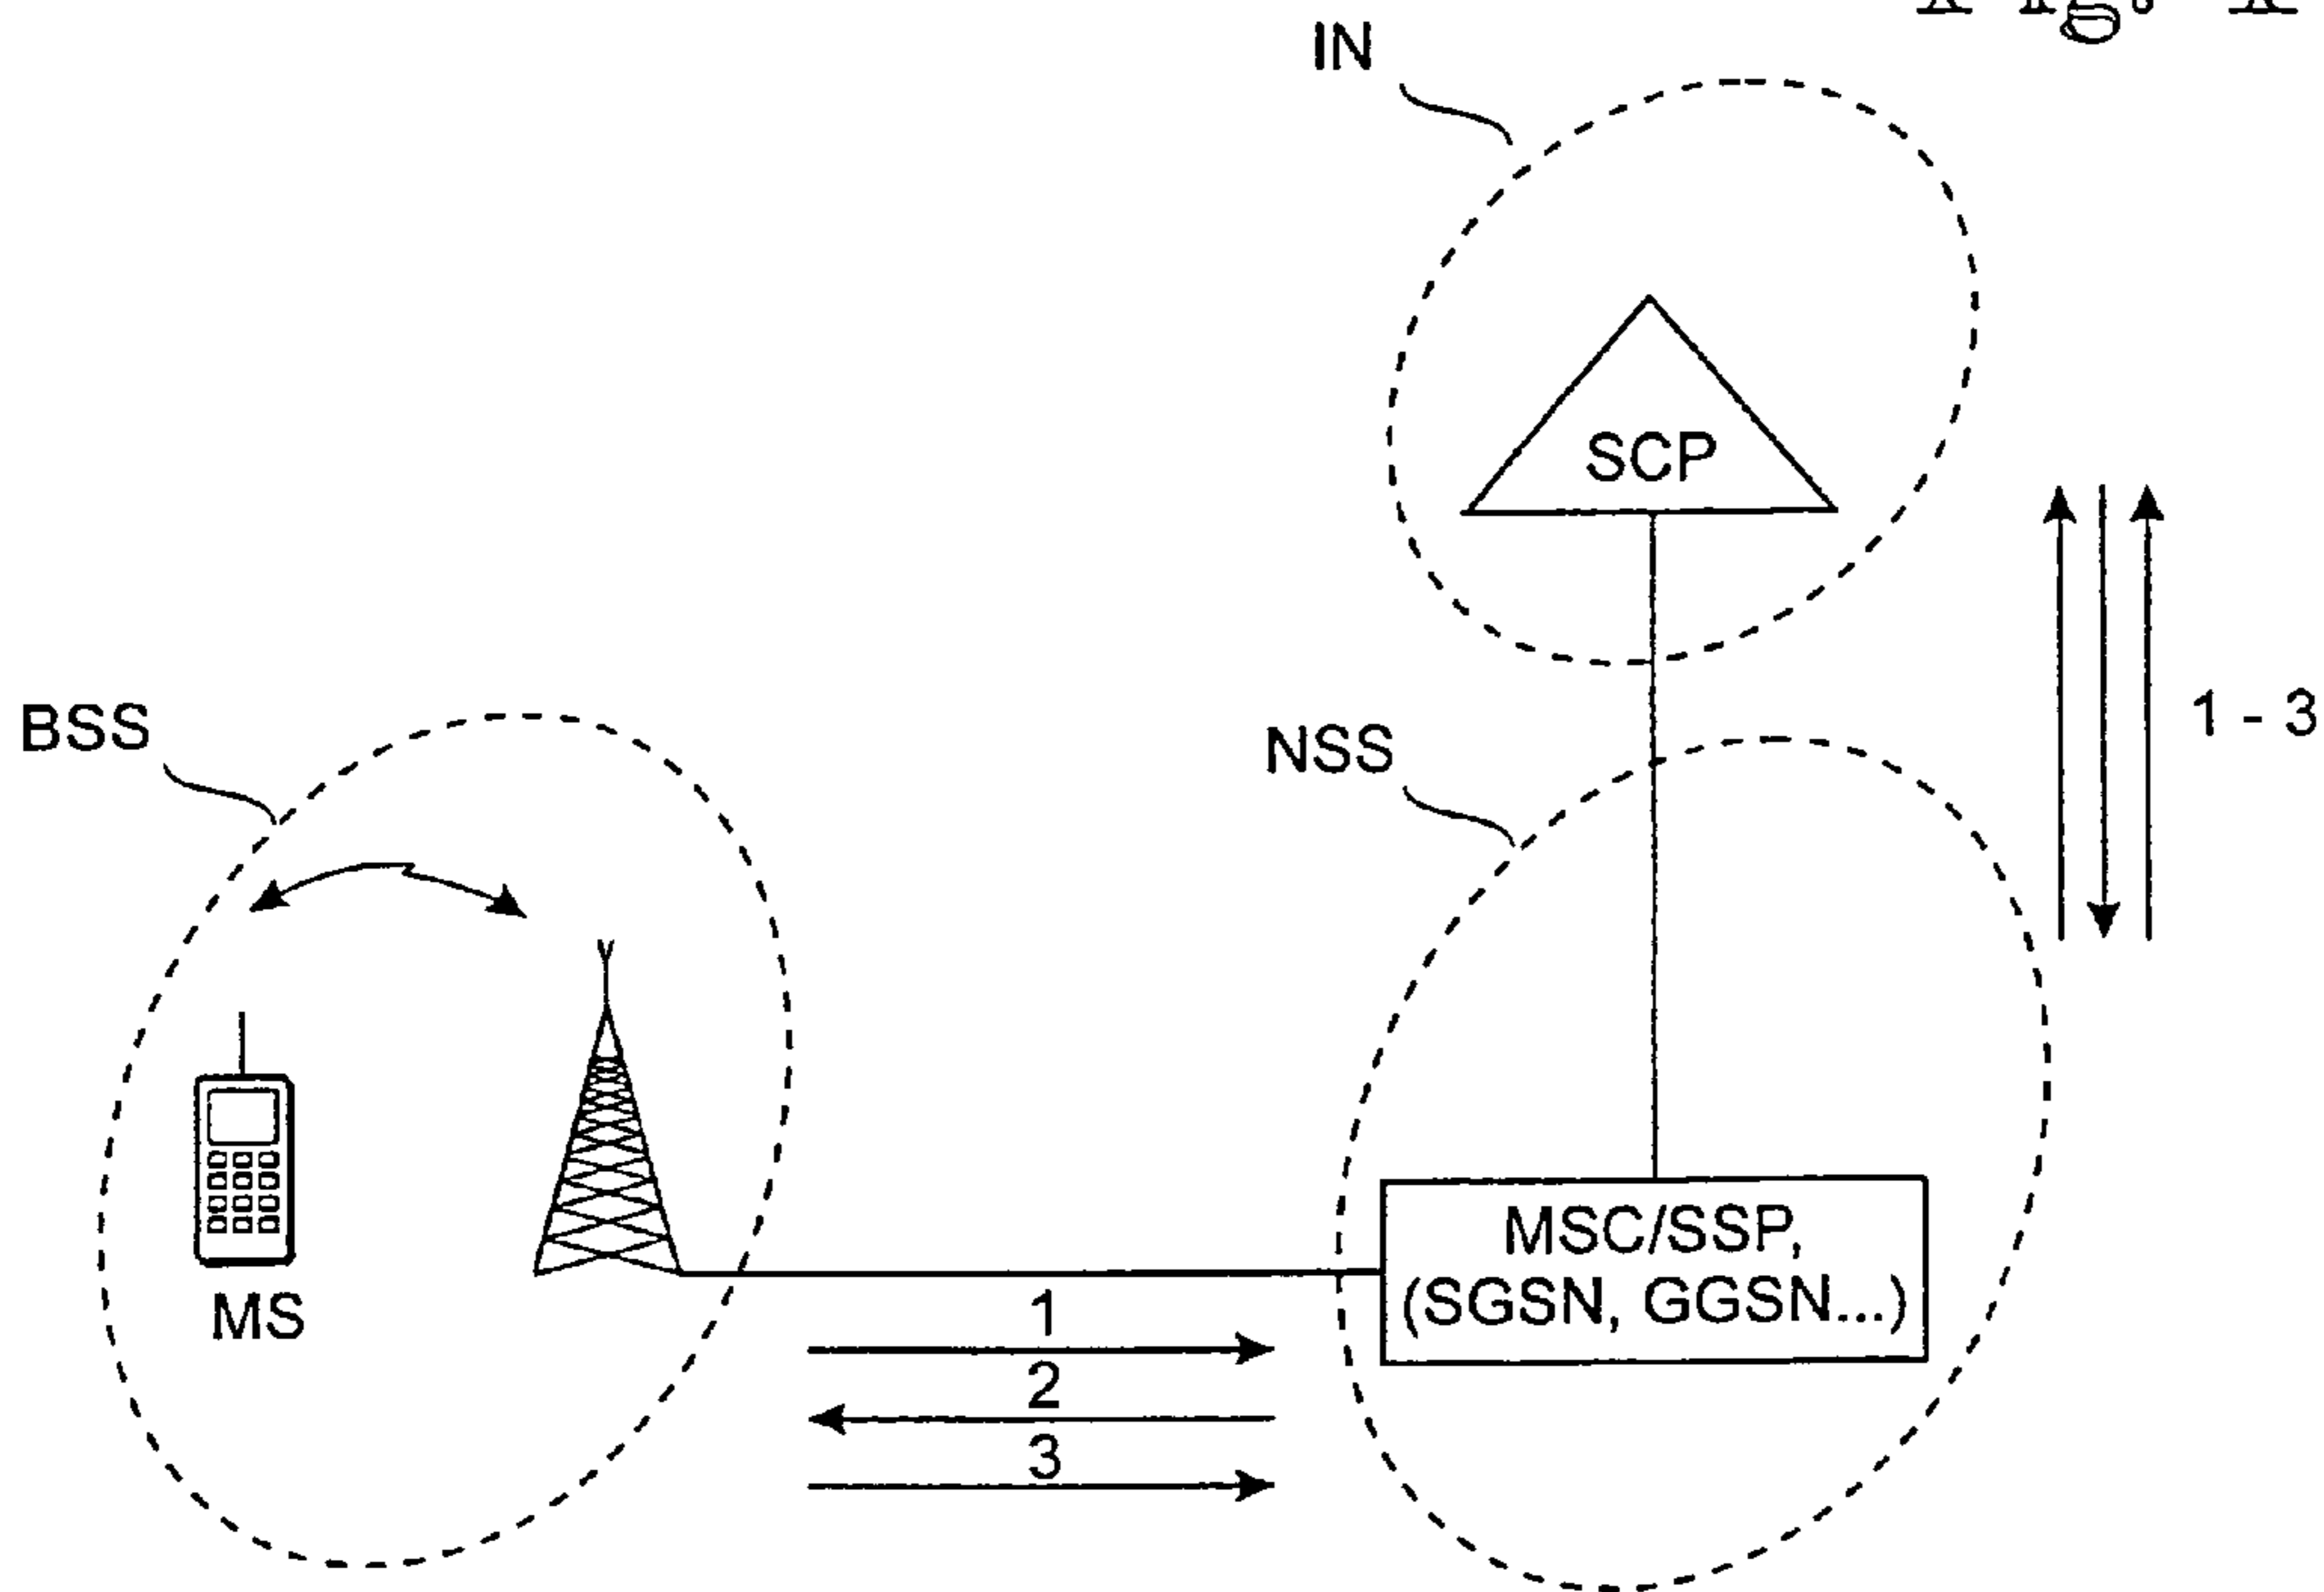 IN
SCP
BSS
NSS
1 - 3
MS
MSC/SSP,
(SGSN, GGSN...)
1
2
3